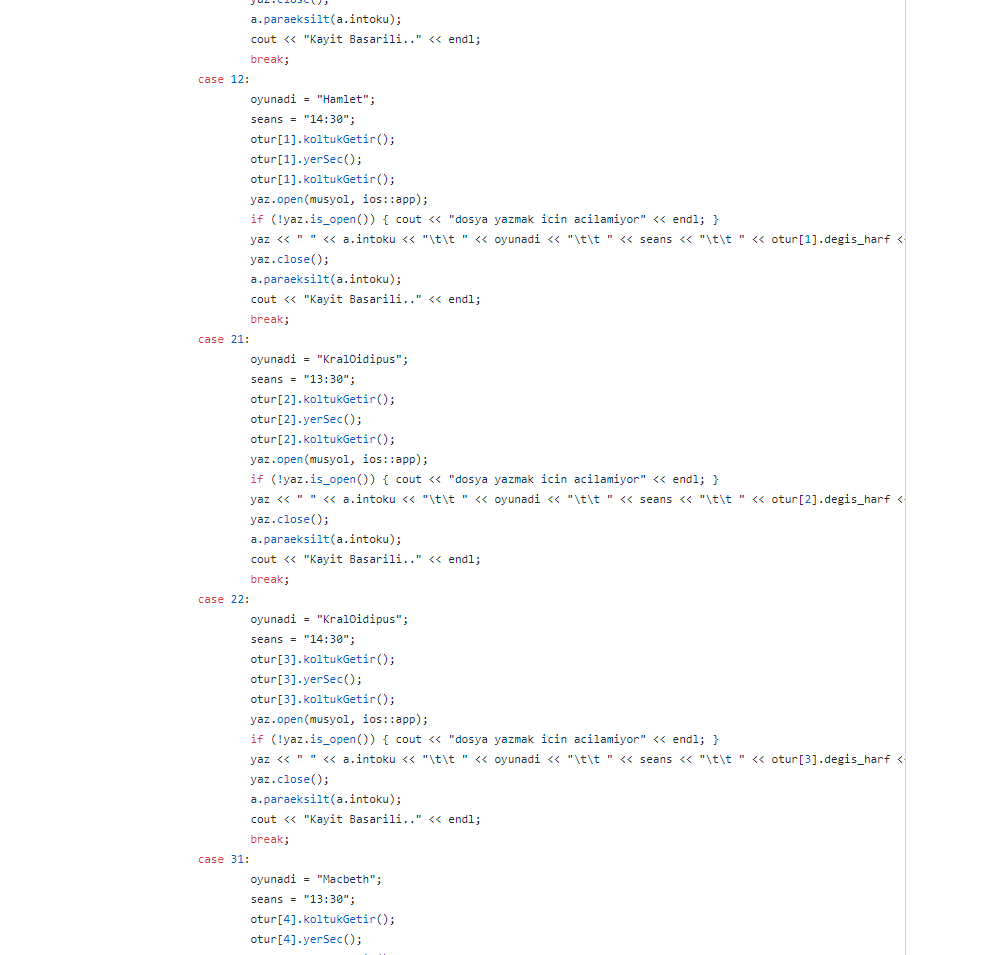 a.paraeksilt(a.intoku);
cout << "Kayit Basarili.." << endl;
break;
case 12:
oyunadi = "Hamlet";
seans = "14:30";
otur[1].koltukGetir();
otur[1].yerSec();
otur[1].koltukGetir();
yaz.open(musyol, ios::app);
if (!yaz.is_open()) { cout << "dosya yazmak icin acilamiyor" << endl; }
yaz << " " << a.intoku << "\t\t " << oyunadi << "\t\t " << seans << "\t\t " << otur[1].degis_harf <
yaz.close();
a.paraeksilt(a.intoku);
cout << "Kayit Basarili.." << endl;
break;
case 21:
oyunadi = "KralOidipus";
seans = "13:30";
otur[2].koltukGetir();
otur[2].yerSec();
otur[2].koltukGetir();
yaz.open(musyol, ios::app);
if (!yaz.is_open()) { cout << "dosya yazmak icin acilamiyor" << endl; }
yaz << " " << a.intoku << "\t\t " << oyunadi << "\t\t " << seans << "\t\t " << otur[2].degis_harf <
yaz.close();
a.paraeksilt(a.intoku);
cout << "Kayit Basarili.." << endl;
break;
case 22:
oyunadi = "KralOidipus";
seans = "14:30";
otur[3].koltukGetir();
otur[3].yerSec();
otur[3].koltukGetir();
yaz.open(musyol, ios::app);
if (!yaz.is_open()) { cout << "dosya yazmak icin acilamiyor" << endl; }
yaz << " " << a.intoku << "\t\t " << oyunadi << "\t\t " << seans << "\t\t " << otur[3].degis_harf <
yaz.close();
a.paraeksilt(a.intoku);
cout << "Kayit Basarili.." << endl;
break;
case 31:
oyunadi = "Macbeth";
seans = "13:30";
otur[4].koltukGetir();
otur[4].yerSec();